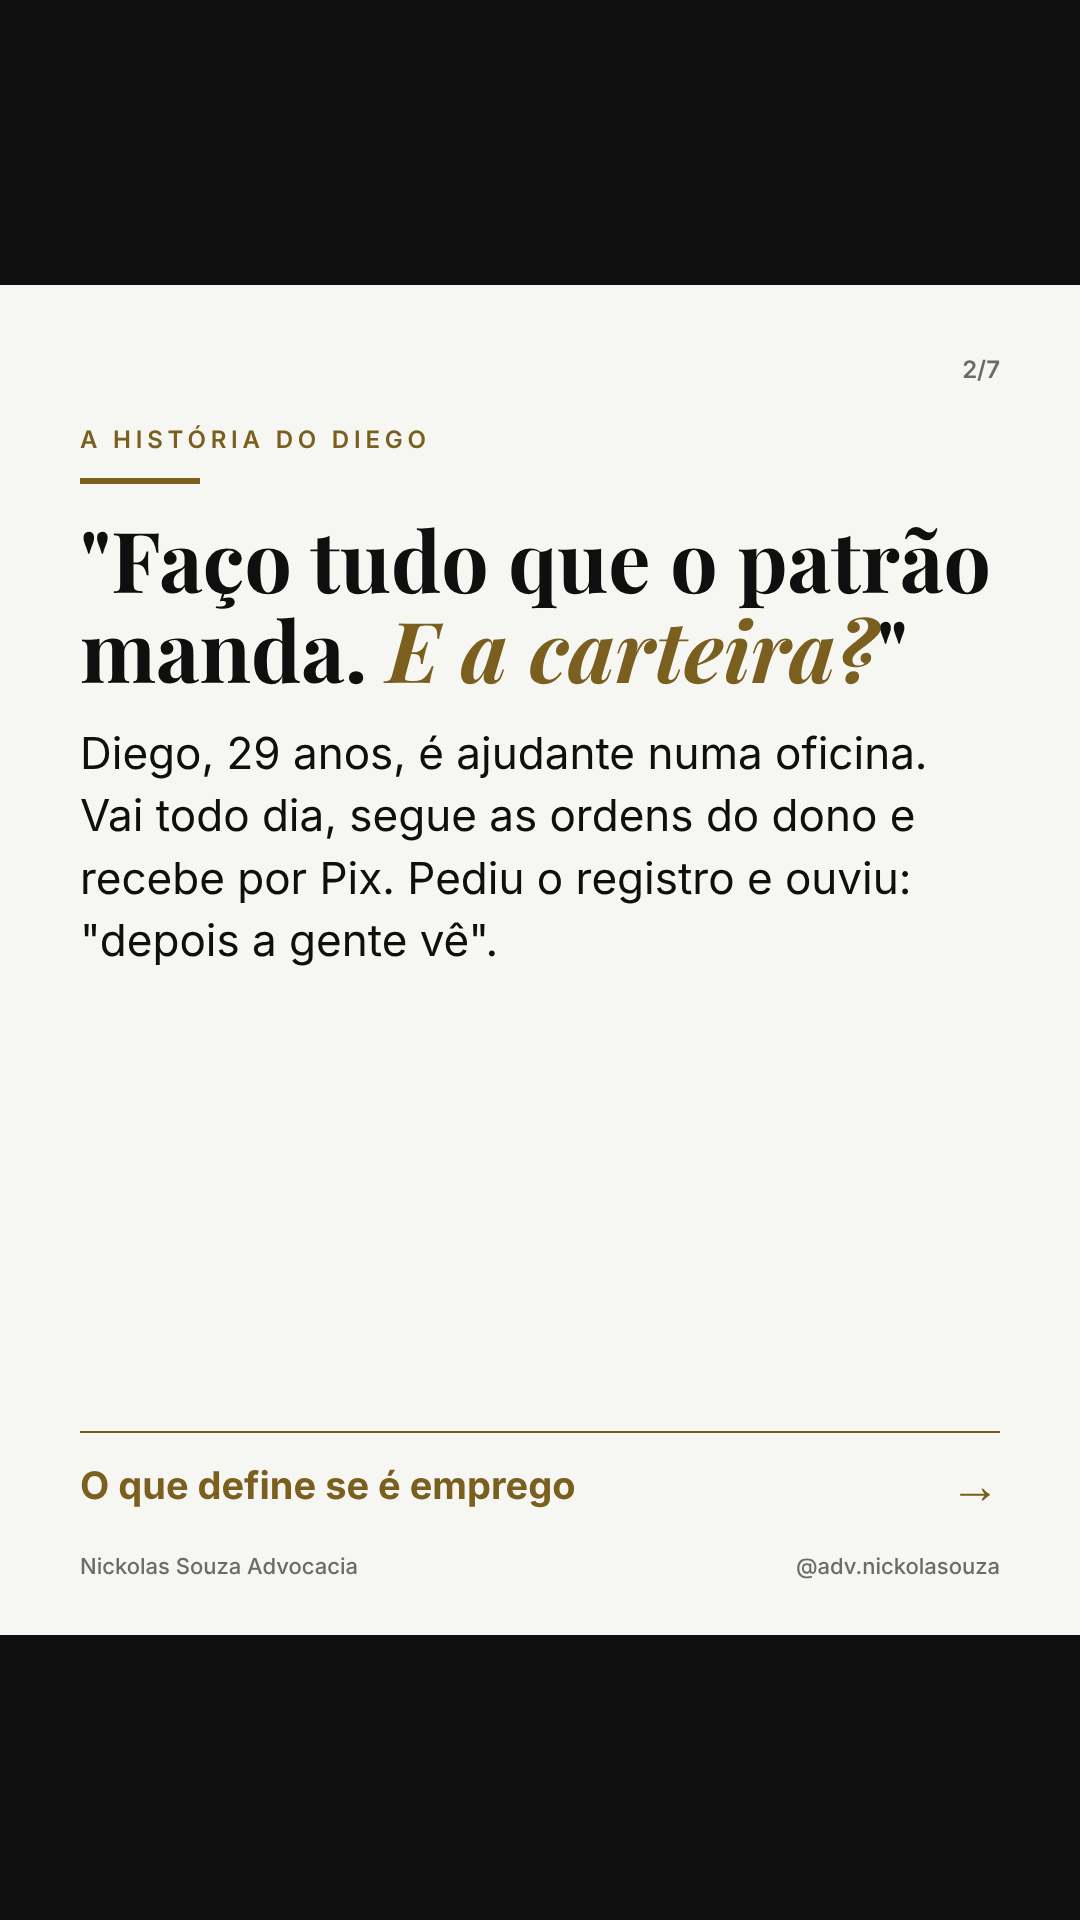 2/7
A HISTÓRIA DO DIEGO
"Faço tudo que o patrão
manda. E a carteira?"
Diego, 29 anos, é ajudante numa oficina.
Vai todo dia, segue as ordens do dono e
recebe por Pix. Pediu o registro e ouviu:
"depois a gente vê".
O que define se é emprego →
Nickolas Souza Advocacia
@adv.nickolasouza